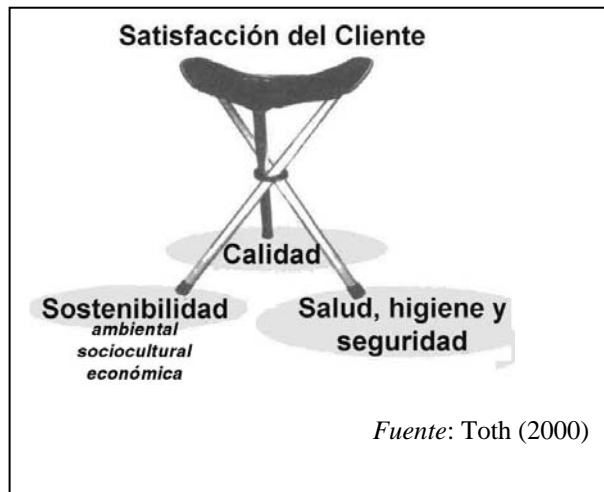 Satisfacción del Cliente
Calidad
Sostenibilidad
ambiental
sociocultural
económica
Salud, higiene y
seguridad
Fuente: Toth (2000)